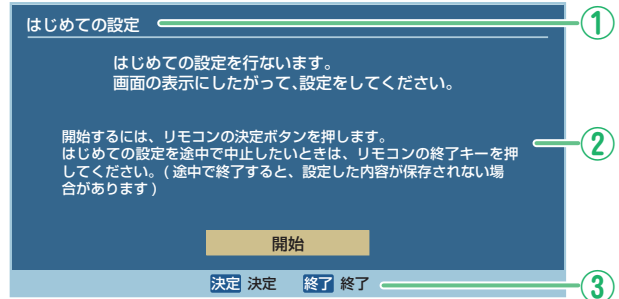 はじめての設定
①
はじめての設定を行ないます。
画面の表示にしたがって、設定をしてください。
開始するには、リモコンの決定ボタンを押します。
はじめての設定を途中で中止したいときは、リモコンの終了キーを押
してください。( 途中で終了すると、設定した内容が保存されない場
合があります )
②
開始
決定 決定 終了 終了
③